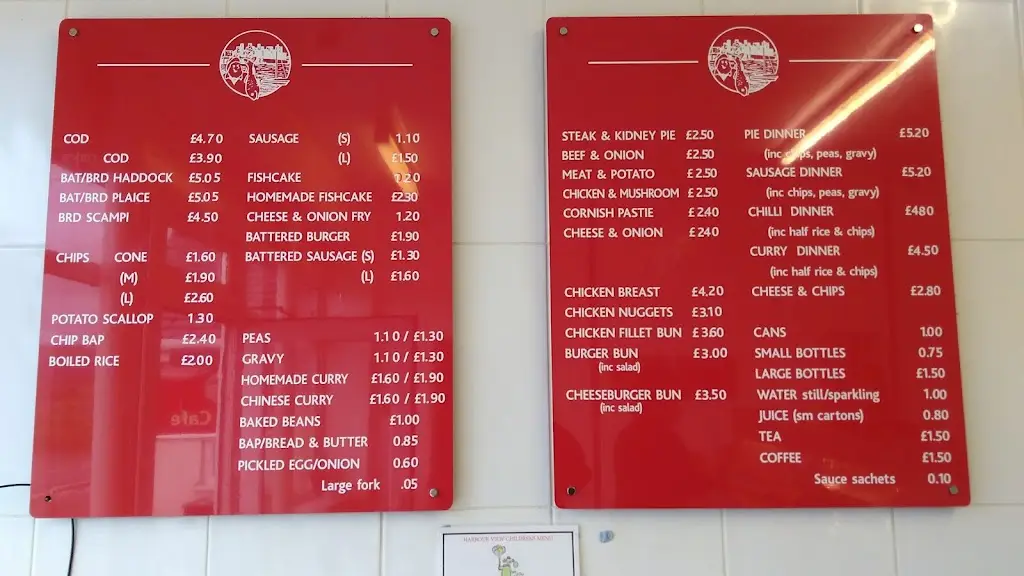 COD £4.70
COD £3.90
BAT/BRD HADDOCK £5.05
BAT/BRD PLAICE £5.05
BRD SCAMPI £4.50
CHIPS CONE £1.60
(M) £1.90
(L) £2.60
POTATO SCALLOP 1.30
CHIP BAP £2.40
BOILED RICE £2.00
SAUSAGE (S) 1.10
(L) £1.50
FISHCAKE
HOMEMADE FISHCAKE £2.30
CHEESE & ONION FRY 1.20
BATTERED BURGER £1.90
BATTERED SAUSAGE (S) £1.30
(L) £1.60
PEAS 1.10 / £1.30
GRAVY 1.10 / £1.30
HOMEMADE CURRY £1.60 / £1.90
CHINESE CURRY £1.60 / £1.90
BAKED BEANS £1.00
BAP/BREAD & BUTTER 0.85
PICKLED EGG/ONION 0.60
Large fork .05
STEAK & KIDNEY PIE £2.50
BEEF & ONION £2.50
MEAT & POTATO £2.50
CHICKEN & MUSHROOM £2.50
CORNISH PASTIE £240
CHEESE & ONION £240
CHICKEN BREAST £4.20
CHICKEN NUGGETS £3.10
CHICKEN FILLET BUN £3.60
BURGER BUN £3.00
(inc salad)
CHEESEBURGER BUN £3.50
(inc salad)
PIE DINNER £5.20
(inc chips, peas, gravy)
SAUSAGE DINNER £5.20
(inc chips, peas, gravy)
CHILLI DINNER £480
(inc half rice & chips)
CURRY DINNER £4.50
(inc half rice & chips)
CHEESE & CHIPS £2.80
CANS 1.00
SMALL BOTTLES 0.75
LARGE BOTTLES £1.50
WATER still/sparkling 1.00
JUICE (sm cartons) 0.80
TEA £1.50
COFFEE £1.50
Sauce sachets 0.10
HARBOUR VIEW CHILDRENS MENU